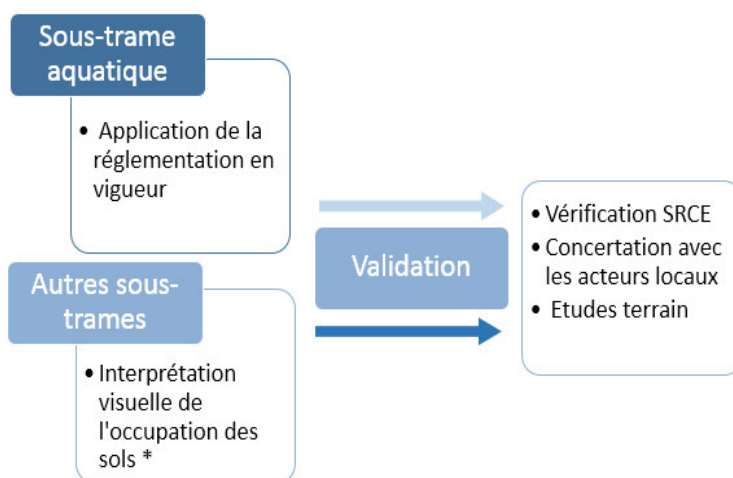 Sous-trame
aquatique
• Application de la
réglementation en
vigueur
Autres sous-
trames
• Interprétation
visuelle de
l'occupation des
sols *
Validation
• Vérification SRCE
• Concertation avec
les acteurs locaux
• Etudes terrain